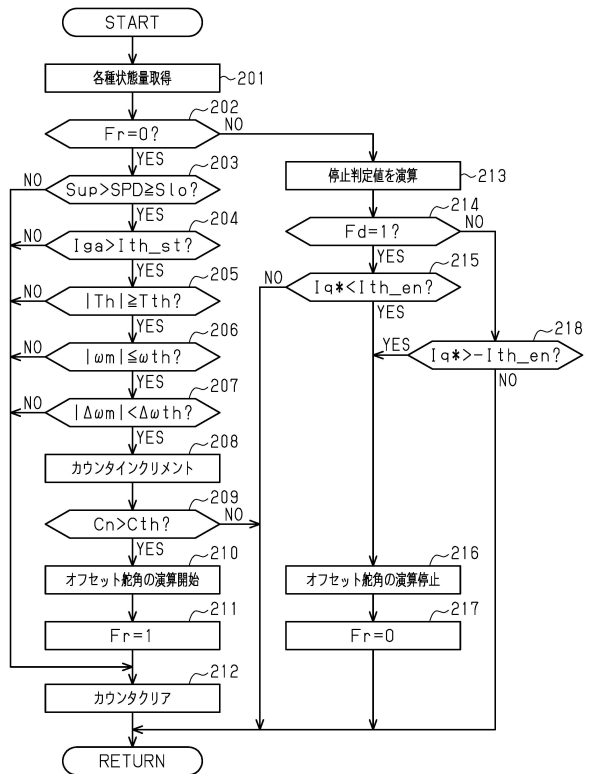 START
各種状態量取得
201
202
Fr=0?
NO
YES
203
NO
Sup>SPD≧Slo?
YES
204
NO
Iga>Ith_st?
YES
205
NO
|Th|≧Tth?
YES
206
NO
|ωm|≦ωth?
YES
207
NO
|Δωm|<Δωth?
YES
208
カウンタインクリメント
209
Cn>Cth?
NO
YES
210
オフセット舵角の演算開始
211
Fr=1
212
カウンタクリア
RETURN
停止判定値を演算
213
214
Fd=1?
NO
YES
215
NO
Iq*<Ith_en?
YES
218
YES
Iq*>-Ith_en?
NO
216
オフセット舵角の演算停止
217
Fr=0